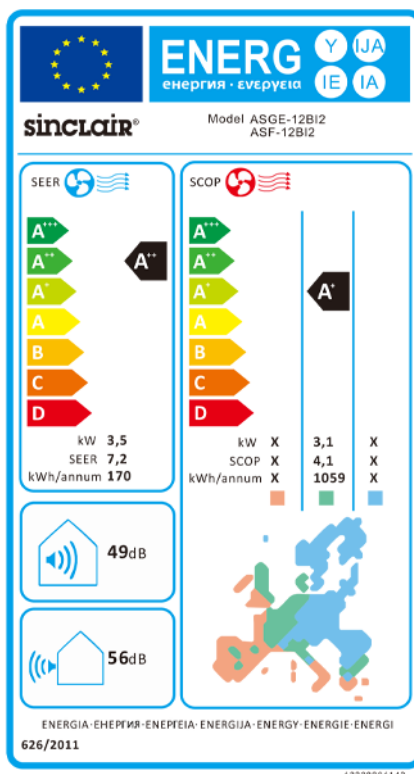 ENERG Y IJA
енергия · ενεργεια IE IA
sinclair®
Model ASGE-12BI2
ASF-12BI2
SEER
A+++
A++
A+
A
B
C
D
A++
kW 3,5
SEER 7,2
kWh/annum 170
SCOP
A+++
A++
A+
A
B
C
D
A+
kW X 3,1 X
SCOP X 4,1 X
kWh/annum X 1059 X
49dB
56dB
ENERGIA·ЕНЕРГИЯ·ΕΝΕΡΓΕΙΑ·ENERGIJA·ENERGY·ENERGIE·ENERGI
626/2011